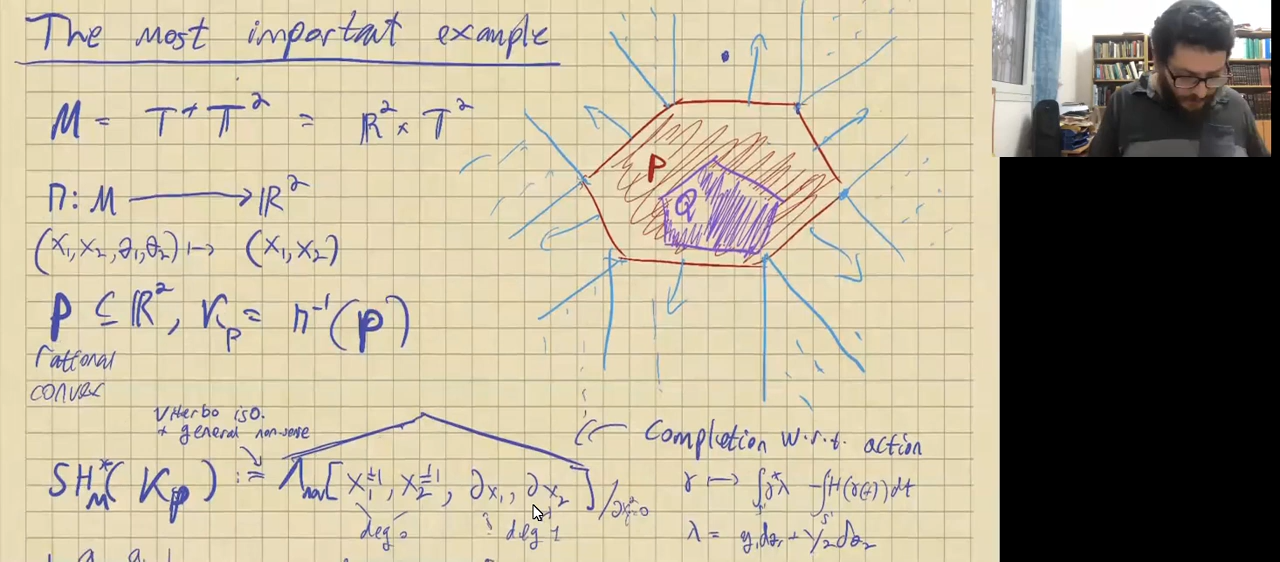 The most important example
M = T* T² = ℝ² × T²
π: M ⟶ ℝ²
(x₁, x₂, θ₁, θ₂) ↦ (x₁, x₂)
P ⊆ ℝ², K_P = π⁻¹(P)
rational
convex
P
Q
Viterbo iso.
+ general nonsense
Completion w.r.t. action
SH*_M(K_P) := Λ_nov[x₁^{±1}, x₂^{±1}, ∂x₁, ∂x₂]/∂x_i²=0
deg 0
deg 1
γ ↦ ∫_{S¹} γ*λ − ∫_{S¹} H(γ(t))dt
λ = y₁dθ₁ + y₂dθ₂